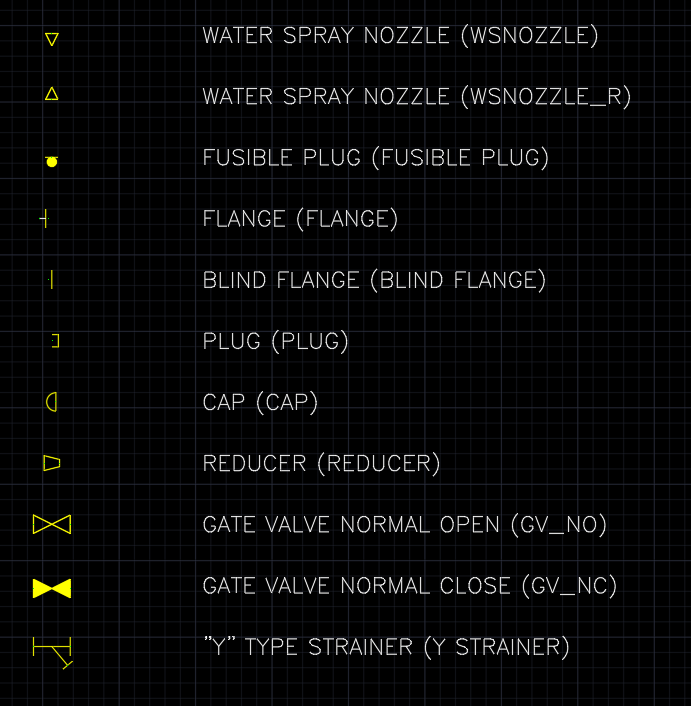 WATER SPRAY NOZZLE (WSNOZZLE)
WATER SPRAY NOZZLE (WSNOZZLE_R)
FUSIBLE PLUG (FUSIBLE PLUG)
FLANGE (FLANGE)
BLIND FLANGE (BLIND FLANGE)
PLUG (PLUG)
CAP (CAP)
REDUCER (REDUCER)
GATE VALVE NORMAL OPEN (GV_NO)
GATE VALVE NORMAL CLOSE (GV_NC)
"Y" TYPE STRAINER (Y STRAINER)